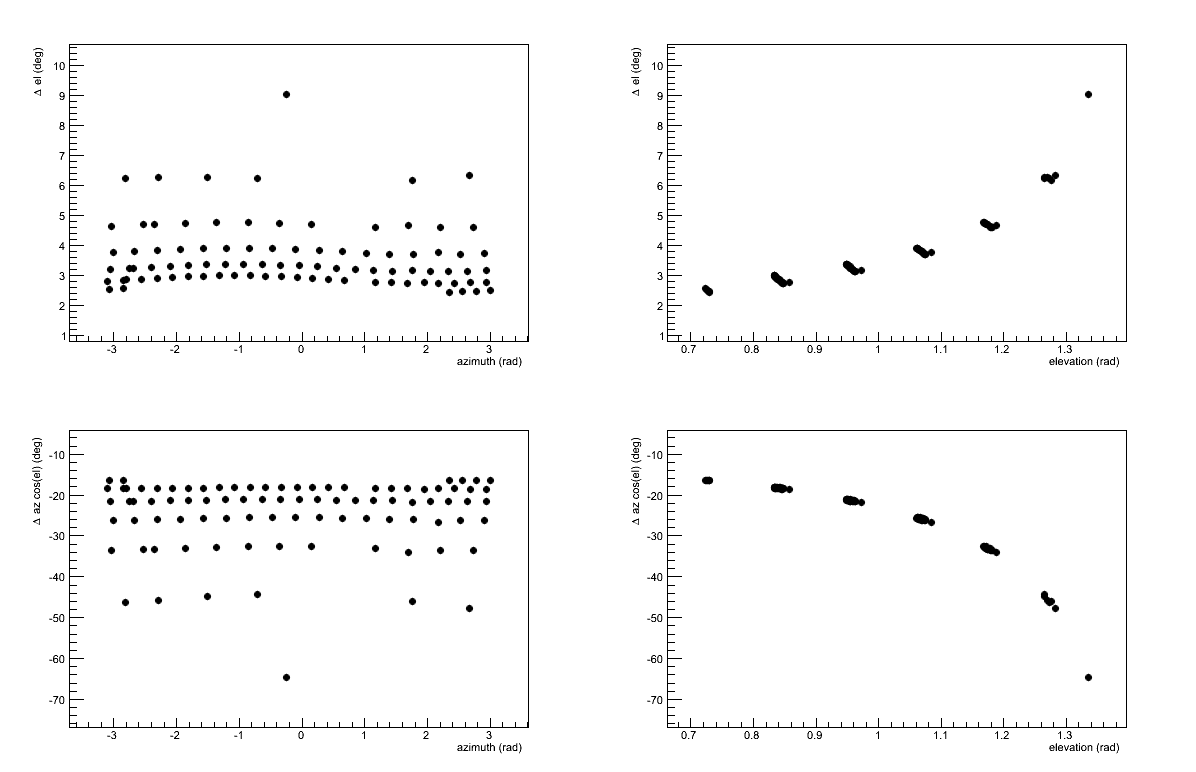 Δ el (deg)
10
9
8
7
6
5
4
3
2
1
-3 -2 -1 0 1 2 3
azimuth (rad)
Δ el (deg)
10
9
8
7
6
5
4
3
2
1
0.7 0.8 0.9 1 1.1 1.2 1.3
elevation (rad)
Δ az cos(el) (deg)
-10
-20
-30
-40
-50
-60
-70
-3 -2 -1 0 1 2 3
azimuth (rad)
Δ az cos(el) (deg)
-10
-20
-30
-40
-50
-60
-70
0.7 0.8 0.9 1 1.1 1.2 1.3
elevation (rad)